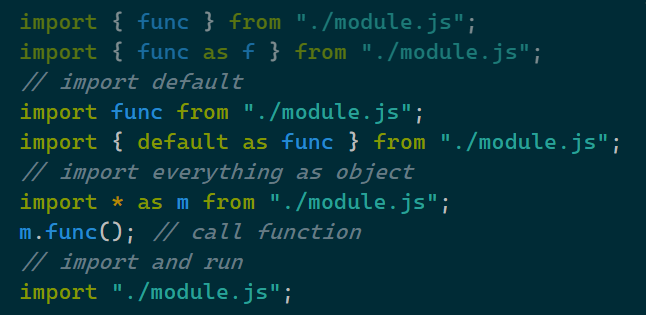 import { func } from "./module.js";
import { func as f } from "./module.js";
// import default
import func from "./module.js";
import { default as func } from "./module.js";
// import everything as object
import * as m from "./module.js";
m.func(); // call function
// import and run
import "./module.js";